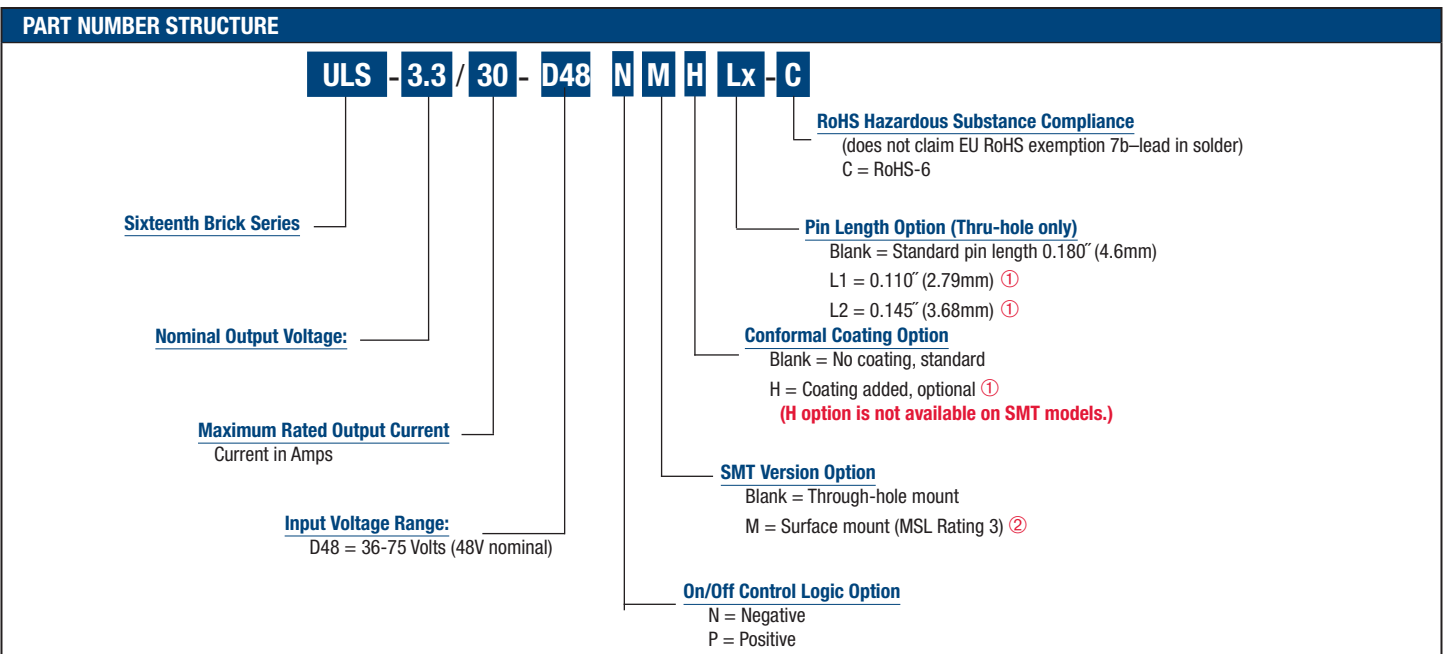 PART NUMBER STRUCTURE
ULS - 3.3 / 30 - D48 N M H Lx - C
RoHS Hazardous Substance Compliance
(does not claim EU RoHS exemption 7b–lead in solder)
C = RoHS-6
Sixteenth Brick Series
Pin Length Option (Thru-hole only)
Blank = Standard pin length 0.180˝ (4.6mm)
L1 = 0.110˝ (2.79mm) ①
L2 = 0.145˝ (3.68mm) ①
Nominal Output Voltage:
Conformal Coating Option
Blank = No coating, standard
H = Coating added, optional ①
(H option is not available on SMT models.)
Maximum Rated Output Current
Current in Amps
SMT Version Option
Blank = Through-hole mount
M = Surface mount (MSL Rating 3) ②
Input Voltage Range:
D48 = 36-75 Volts (48V nominal)
On/Off Control Logic Option
N = Negative
P = Positive